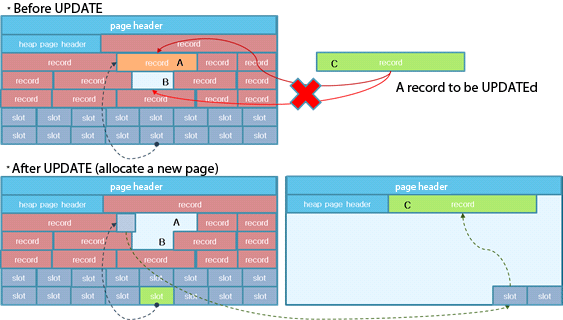 * Before UPDATE
page header
heap page header record
record record A record record
record record B record record
record record record record C record
A record to be UPDATEd
slot slot slot slot slot slot slot slot
slot slot slot slot slot slot slot slot
* After UPDATE (allocate a new page)
page header page header
heap page header record heap page header C record
record A record record
record record B record record
record record record record
slot slot slot slot slot slot slot slot
slot slot slot slot slot slot slot slot slot slot